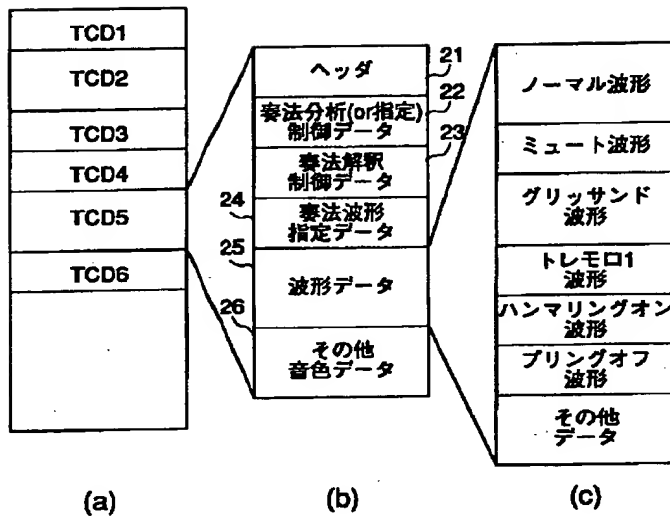 TCD1
TCD2
TCD3
TCD4
TCD5
TCD6
(a)
ヘッダ
21
奏法分析(or指定)
制御データ
22
奏法解釈
制御データ
23
奏法波形
指定データ
24
波形データ
25
その他
音色データ
26
(b)
ノーマル波形
ミュート波形
グリッサンド
波形
トレモロ1
波形
ハンマリングオン
波形
プリングオフ
波形
その他
データ
(c)